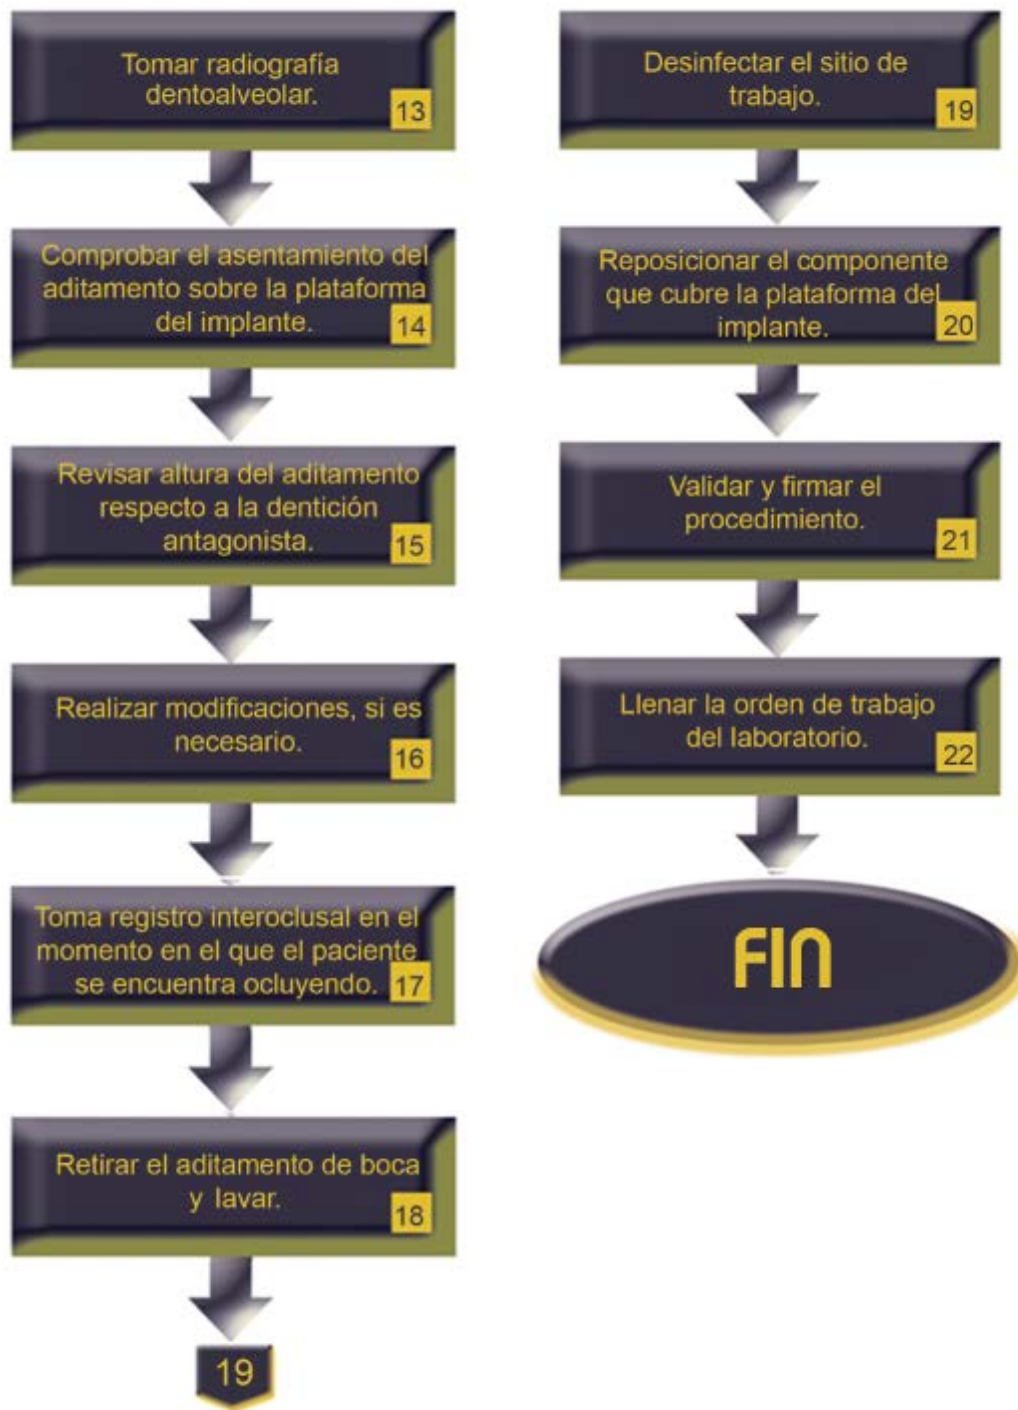 Tomar radiografía
dentoalveolar.
13
Comprobar el asentamiento del
aditamento sobre la plataforma
del implante.
14
Revisar altura del aditamento
respecto a la dentición
antagonista.
15
Realizar modificaciones, si es
necesario.
16
Toma registro interoclusal en el
momento en el que el paciente
se encuentra ocluyendo.
17
Retirar el aditamento de boca
y lavar.
18
19
Desinfectar el sitio de
trabajo.
19
Reposicionar el componente
que cubre la plataforma del
implante.
20
Validar y firmar el
procedimiento.
21
Llenar la orden de trabajo
del laboratorio.
22
FIN